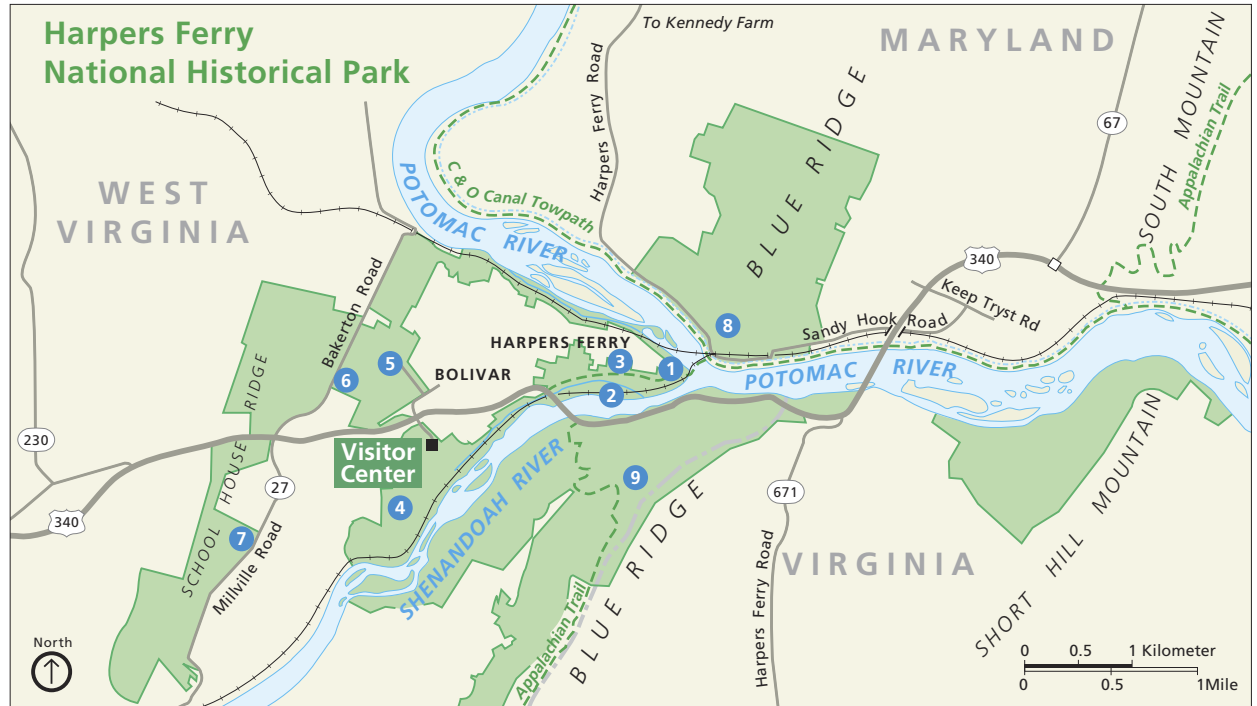 Harpers Ferry
National Historical Park
To Kennedy Farm
MARYLAND
SOUTH MOUNTAIN
Appalachian Trail
67
Harpers Ferry Road
BLUE RIDGE
C & O Canal Towpath
WEST
VIRGINIA
POTOMAC RIVER
340
Keep Tryst Rd
Sandy Hook Road
8
Bakerton Road
HARPERS FERRY
3
1
5
6
BOLIVAR
2
POTOMAC RIVER
SCHOOL HOUSE RIDGE
230
Visitor
Center
27
4
9
671
340
7
Millville Road
SHENANDOAH RIVER
BLUE RIDGE
Appalachian Trail
Harpers Ferry Road
VIRGINIA
SHORT HILL MOUNTAIN
North
0 0.5 1 Kilometer
0 0.5 1Mile